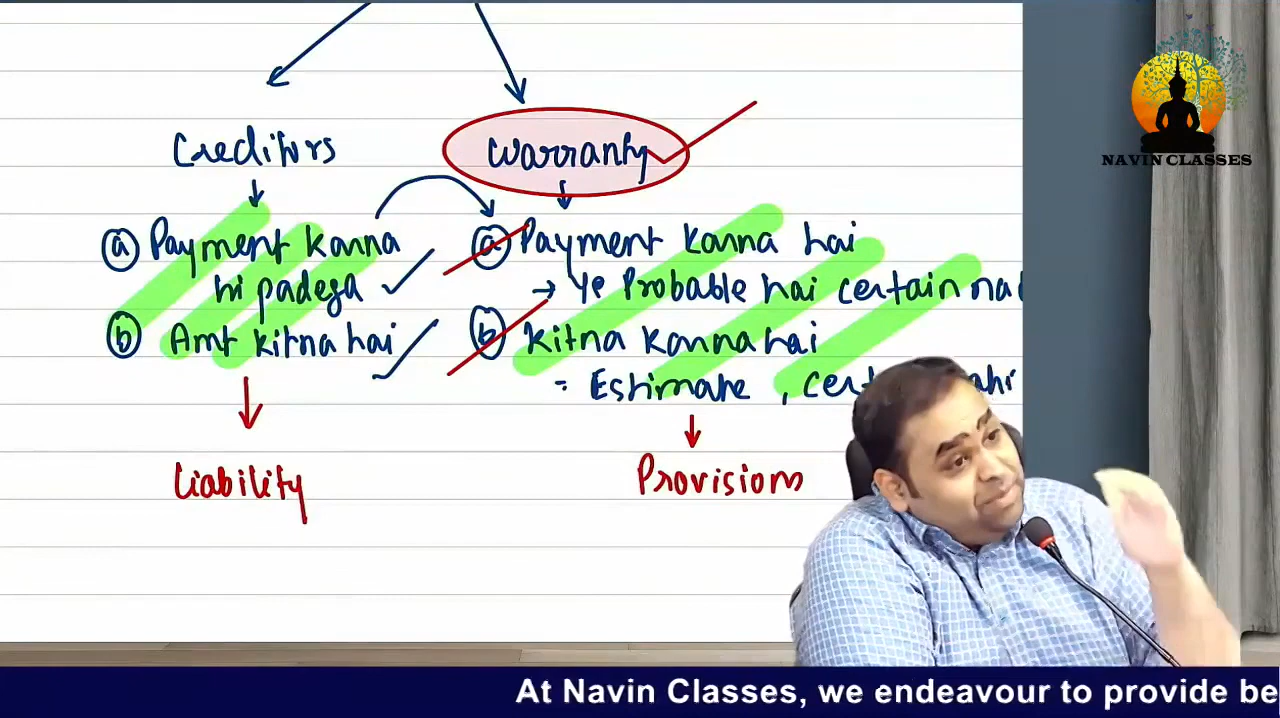 NAVIN CLASSES
Creditors
Warranty
(a) Payment karna
hi padega
(b) Amt kitna hai
Liability
(a) Payment karna hai
→ Ye Probable hai certain
(b) Kitna karna hai
= Estimate ,
Provision
At Navin Classes, we endeavour to provide be